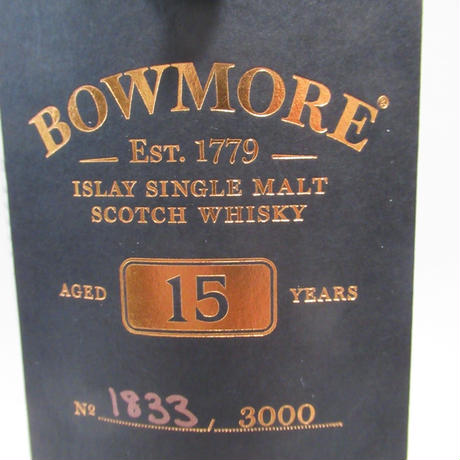 BOWMORE®
Est. 1779
ISLAY SINGLE MALT
SCOTCH WHISKY
AGED 15 YEARS
Nº 1833 / 3000